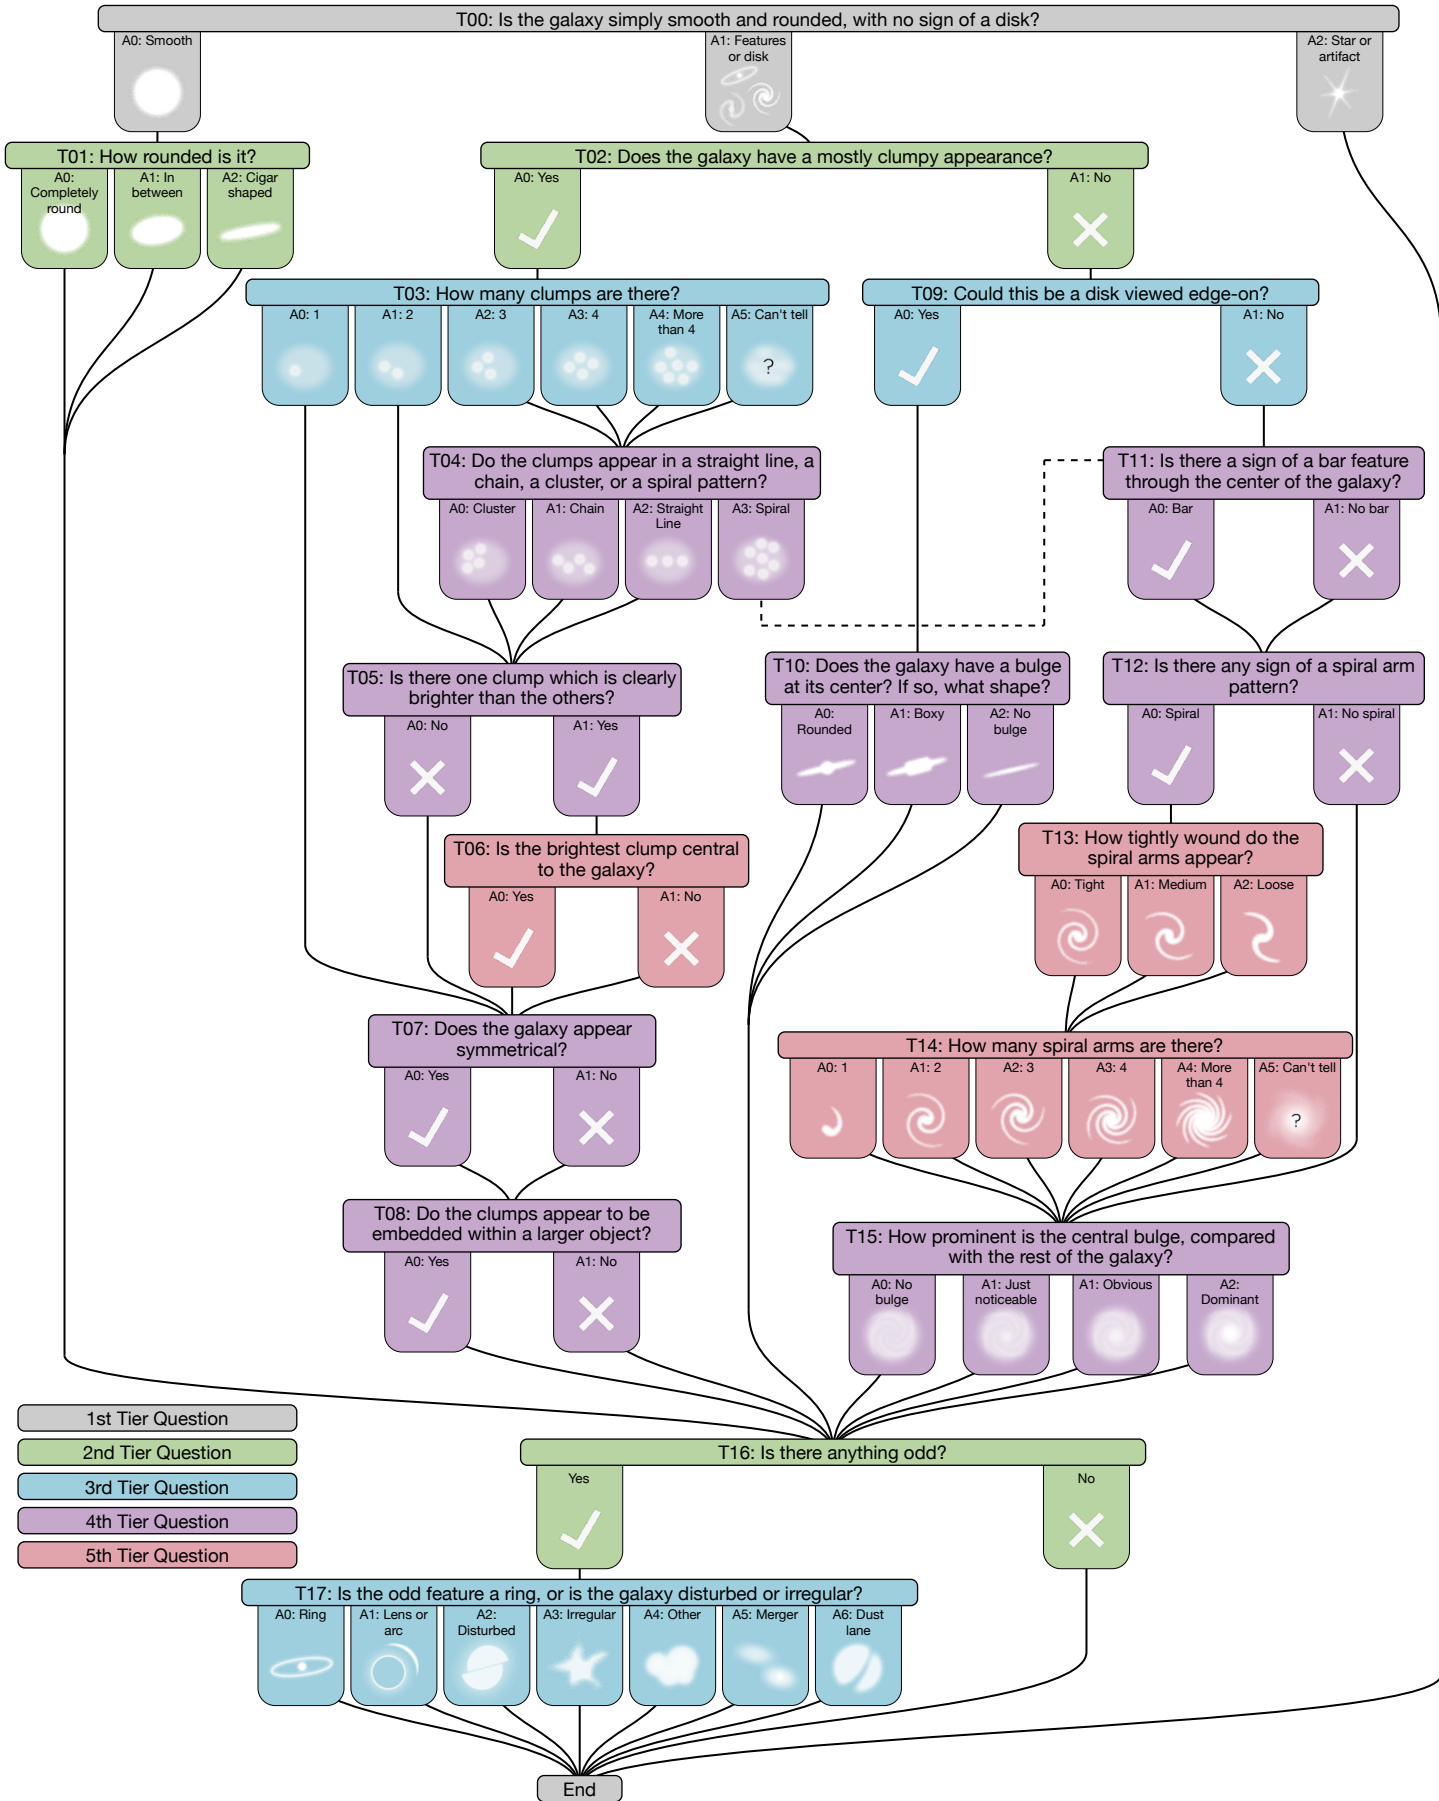 T00: Is the galaxy simply smooth and rounded, with no sign of a disk?
A0: Smooth
A1: Features
or disk
A2: Star or
artifact
T01: How rounded is it?
A0:
Completely
round
A1: In
between
A2: Cigar
shaped
T02: Does the galaxy have a mostly clumpy appearance?
A0: Yes
A1: No
T03: How many clumps are there?
A0: 1
A1: 2
A2: 3
A3: 4
A4: More
than 4
A5: Can't tell
?
T09: Could this be a disk viewed edge-on?
A0: Yes
A1: No
T04: Do the clumps appear in a straight line, a
chain, a cluster, or a spiral pattern?
A0: Cluster
A1: Chain
A2: Straight
Line
A3: Spiral
T11: Is there a sign of a bar feature
through the center of the galaxy?
A0: Bar
A1: No bar
T05: Is there one clump which is clearly
brighter than the others?
A0: No
A1: Yes
T10: Does the galaxy have a bulge
at its center? If so, what shape?
A0:
Rounded
A1: Boxy
A2: No
bulge
T12: Is there any sign of a spiral arm
pattern?
A0: Spiral
A1: No spiral
T06: Is the brightest clump central
to the galaxy?
A0: Yes
A1: No
T13: How tightly wound do the
spiral arms appear?
A0: Tight
A1: Medium
A2: Loose
T07: Does the galaxy appear
symmetrical?
A0: Yes
A1: No
T14: How many spiral arms are there?
A0: 1
A1: 2
A2: 3
A3: 4
A4: More
than 4
A5: Can't tell
?
T08: Do the clumps appear to be
embedded within a larger object?
A0: Yes
A1: No
T15: How prominent is the central bulge, compared
with the rest of the galaxy?
A0: No
bulge
A1: Just
noticeable
A1: Obvious
A2:
Dominant
1st Tier Question
2nd Tier Question
3rd Tier Question
4th Tier Question
5th Tier Question
T16: Is there anything odd?
Yes
No
T17: Is the odd feature a ring, or is the galaxy disturbed or irregular?
A0: Ring
A1: Lens or
arc
A2:
Disturbed
A3: Irregular
A4: Other
A5: Merger
A6: Dust
lane
End